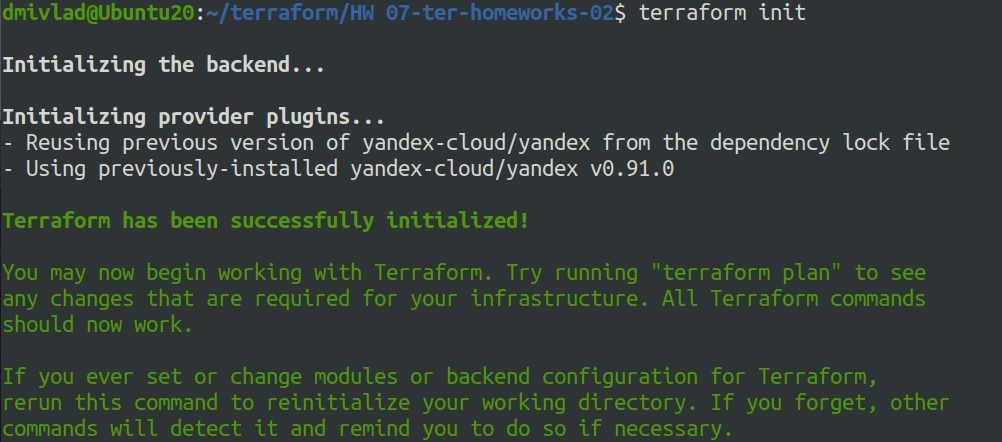 dmivlad@Ubuntu20:~/terraform/HW 07-ter-homeworks-02$ terraform init
Initializing the backend...
Initializing provider plugins...
- Reusing previous version of yandex-cloud/yandex from the dependency lock file
- Using previously-installed yandex-cloud/yandex v0.91.0
Terraform has been successfully initialized!
You may now begin working with Terraform. Try running "terraform plan" to see
any changes that are required for your infrastructure. All Terraform commands
should now work.
If you ever set or change modules or backend configuration for Terraform,
rerun this command to reinitialize your working directory. If you forget, other
commands will detect it and remind you to do so if necessary.